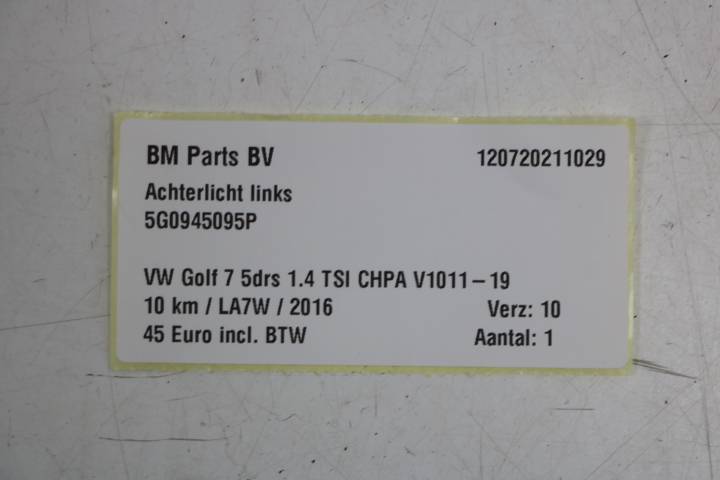 BM Parts BV 120720211029
Achterlicht links
5G0945095P
VW Golf 7 5drs 1.4 TSI CHPA V1011-19
10 km / LA7W / 2016 Verz: 10
45 Euro incl. BTW Aantal: 1